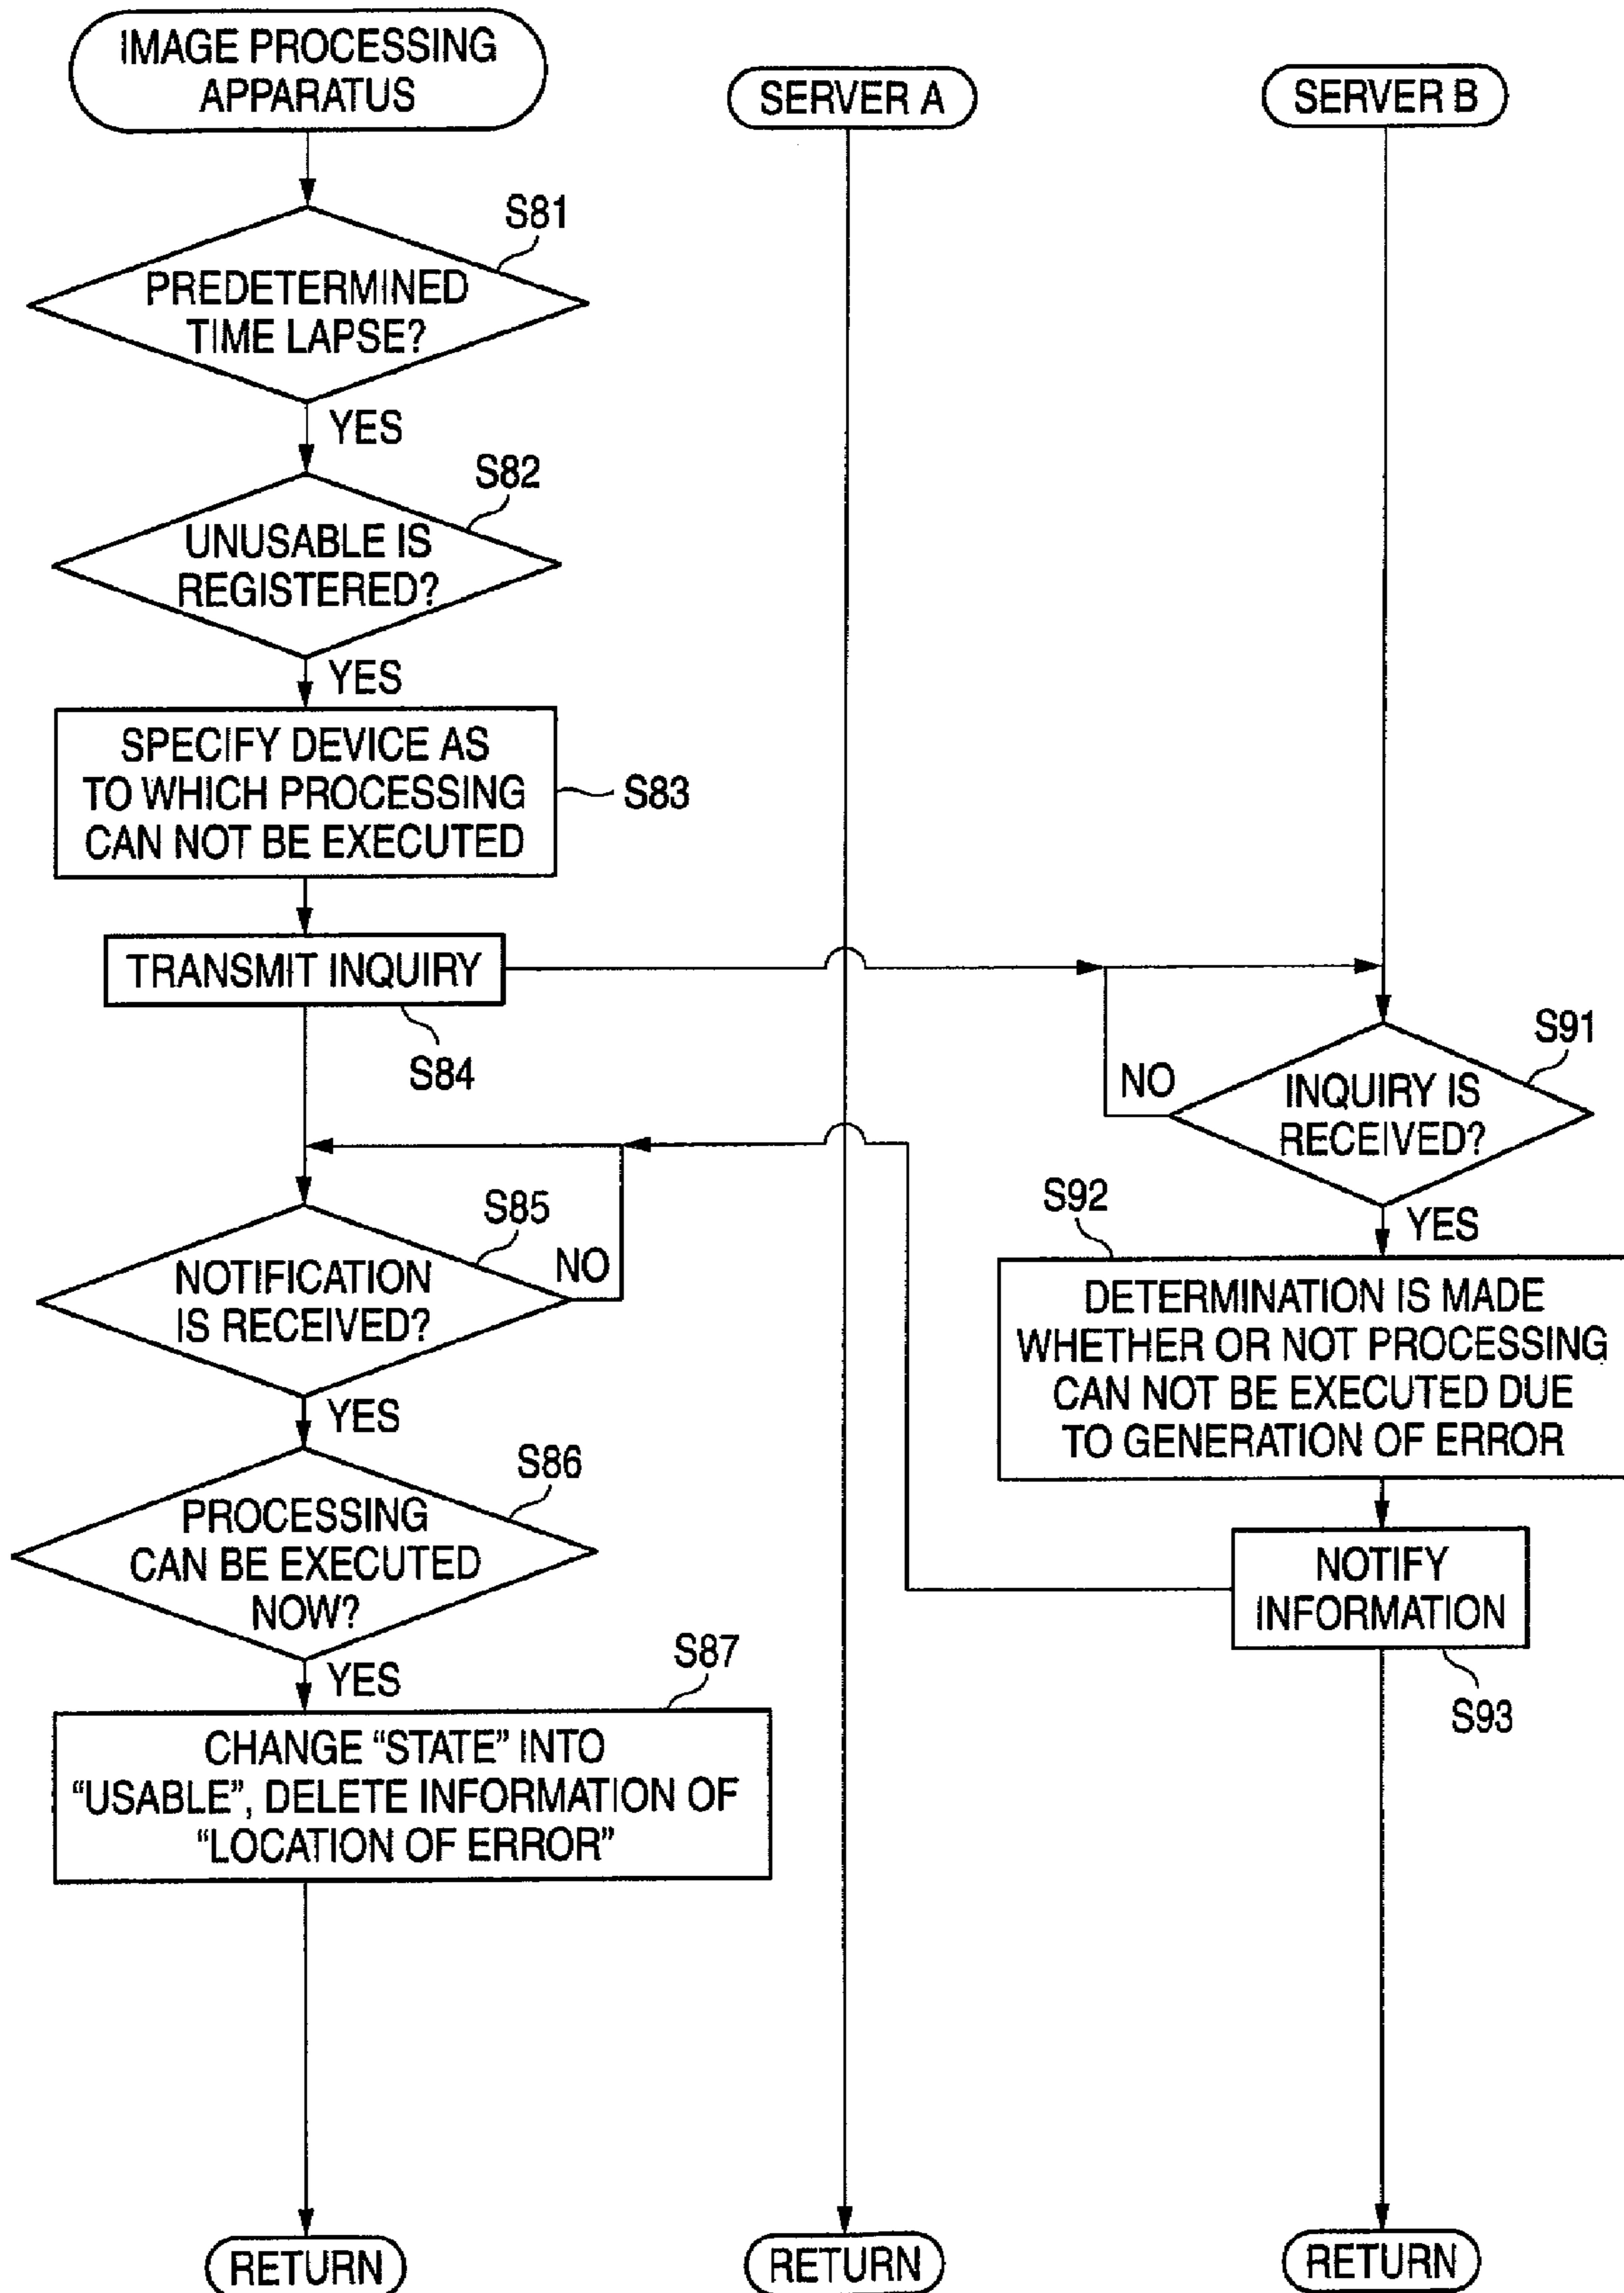 IMAGE PROCESSING
APPARATUS
SERVER A
SERVER B
S81
PREDETERMINED
TIME LAPSE?
YES
S82
UNUSABLE IS
REGISTERED?
YES
SPECIFY DEVICE AS
TO WHICH PROCESSING
CAN NOT BE EXECUTED
S83
TRANSMIT INQUIRY
S84
S91
INQUIRY IS
RECEIVED?
NO
YES
S85
NOTIFICATION
IS RECEIVED?
NO
YES
S92
DETERMINATION IS MADE
WHETHER OR NOT PROCESSING
CAN NOT BE EXECUTED DUE
TO GENERATION OF ERROR
S86
PROCESSING
CAN BE EXECUTED
NOW?
YES
NOTIFY
INFORMATION
S93
S87
CHANGE “STATE” INTO
“USABLE”, DELETE INFORMATION OF
“LOCATION OF ERROR”
RETURN
RETURN
RETURN